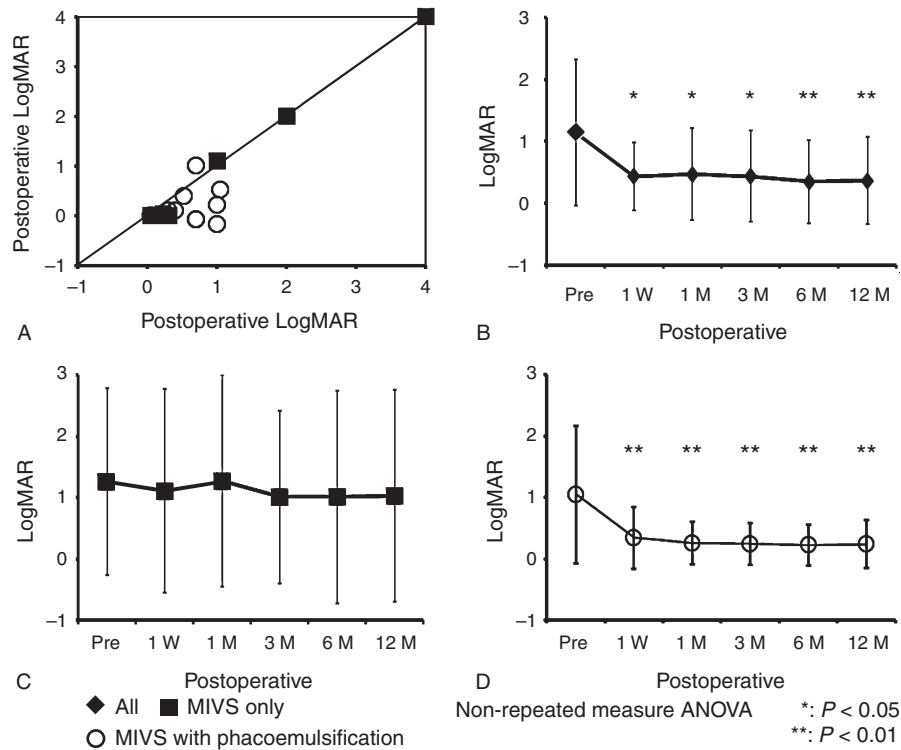 4
3
2
1
0
–1
–1 0 1 2 3 4
Postoperative LogMAR
Postoperative LogMAR
A
3
2
1
0
–1
LogMAR
* * * ** **
Pre 1 W 1 M 3 M 6 M 12 M
Postoperative
B
3
2
1
0
–1
LogMAR
Pre 1 W 1 M 3 M 6 M 12 M
Postoperative
C
3
2
1
0
–1
LogMAR
** ** ** ** **
Pre 1 W 1 M 3 M 6 M 12 M
Postoperative
D
All MIVS only
MIVS with phacoemulsification
Non-repeated measure ANOVA
*: P < 0.05
**: P < 0.01